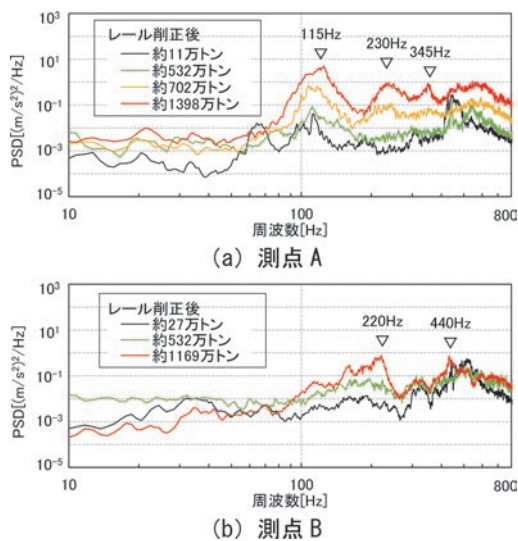 PSD[(m/s²)²/Hz]
10³
10¹
10⁻¹
10⁻³
10⁻⁵
レール削正後
約11万トン
約532万トン
約702万トン
約1398万トン
115Hz
230Hz
345Hz
10
100
800
周波数[Hz]
(a) 測点 A
PSD[(m/s²)²/Hz]
10³
10¹
10⁻¹
10⁻³
10⁻⁵
レール削正後
約27万トン
約532万トン
約1169万トン
220Hz
440Hz
10
100
800
周波数[Hz]
(b) 測点 B